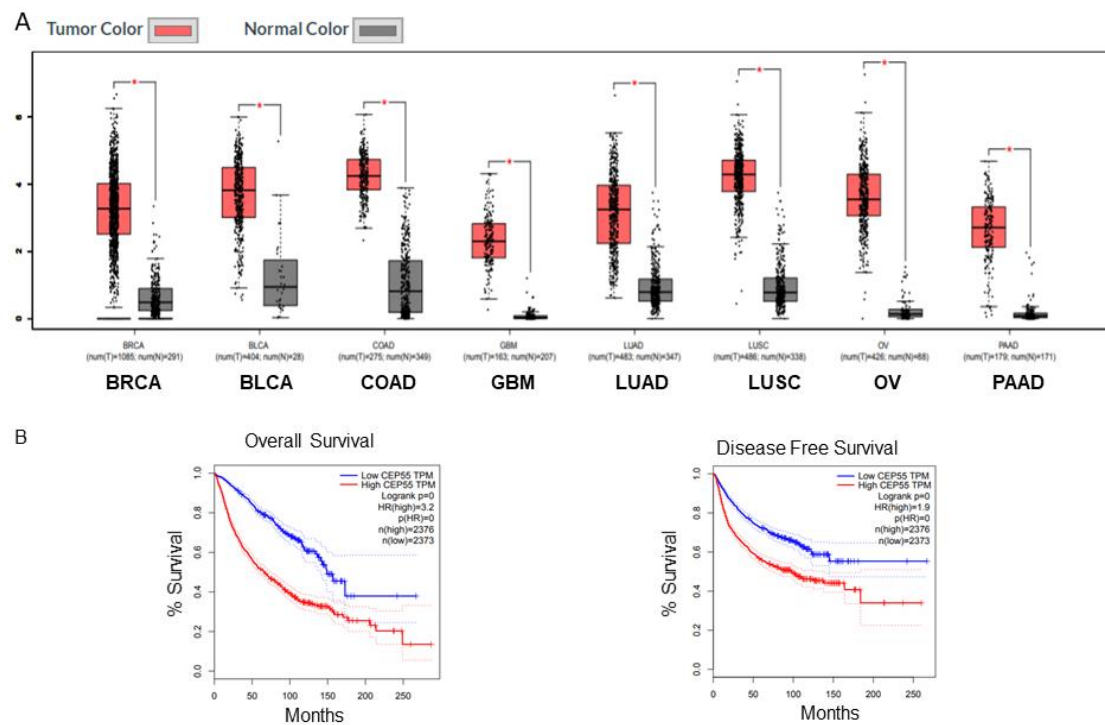 A
Tumor Color
Normal Color
6
4
2
0
BRCA
(num(T)=1085; num(N)=291)
BLCA
(num(T)=404; num(N)=28)
COAD
(num(T)=275; num(N)=349)
GBM
(num(T)=163; num(N)=207)
LUAD
(num(T)=483; num(N)=347)
LUSC
(num(T)=486; num(N)=338)
OV
(num(T)=426; num(N)=88)
PAAD
(num(T)=179; num(N)=171)
BRCA BLCA COAD GBM LUAD LUSC OV PAAD
B
Overall Survival
Low CEP55 TPM
High CEP55 TPM
Logrank p=0
HR(high)=3.2
p(HR)=0
n(high)=2376
n(low)=2373
% Survival
1.0
0.8
0.6
0.4
0.2
0.0
0 50 100 150 200 250
Months
Disease Free Survival
Low CEP55 TPM
High CEP55 TPM
Logrank p=0
HR(high)=1.9
p(HR)=0
n(high)=2376
n(low)=2373
% Survival
1.0
0.8
0.6
0.4
0.2
0.0
0 50 100 150 200 250
Months